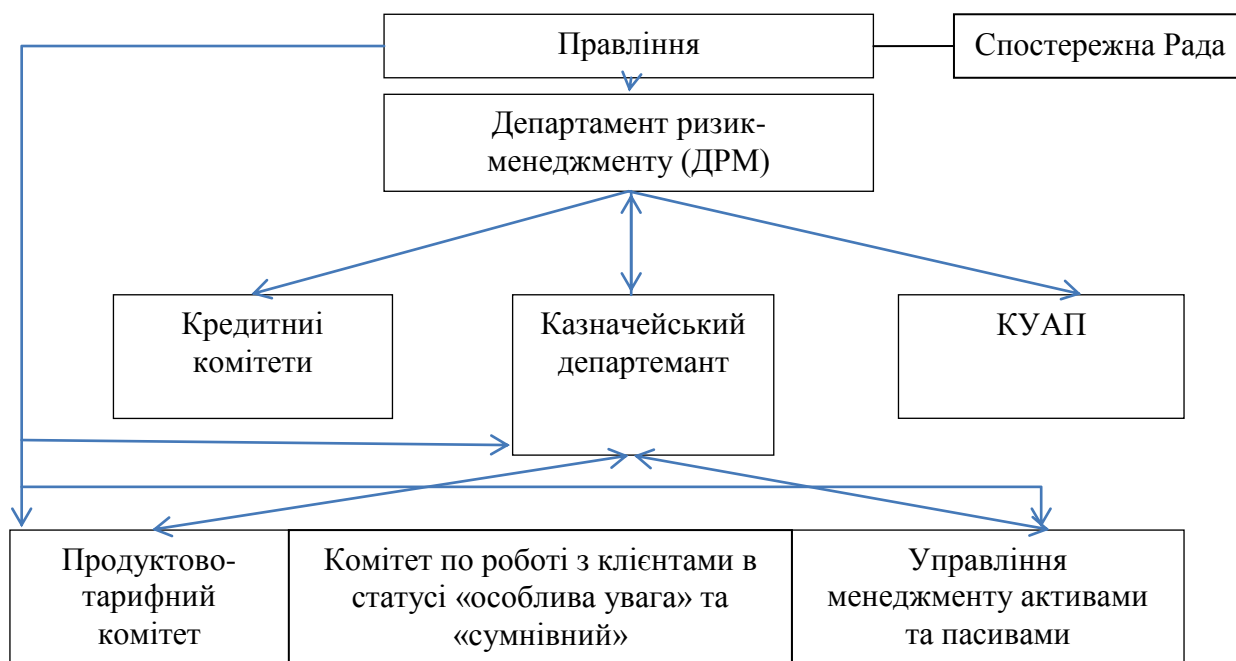 Правління
Спостережна Рада
Департамент ризик-
менеджменту (ДРМ)
Кредитниі
комітети
Казначейський
департемант
КУАП
Продуктово-
тарифний
комітет
Комітет по роботі з клієнтами в
статусі «особлива увага» та
«сумнівний»
Управління
менеджменту активами
та пасивами